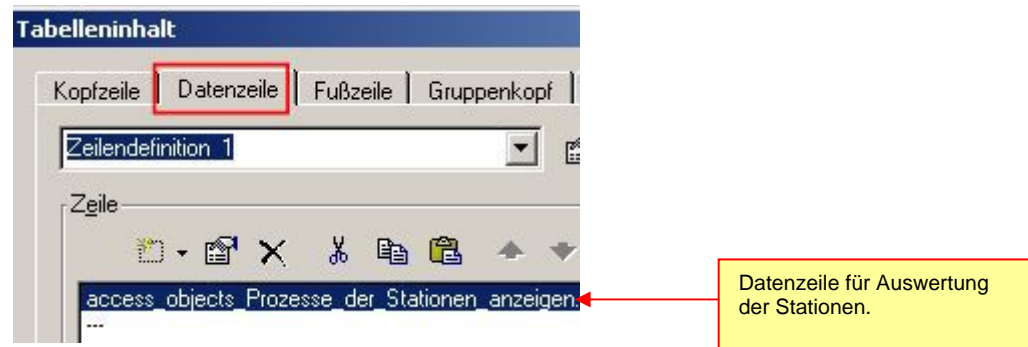 Tabelleninhalt
Kopfzeile Datenzeile Fußzeile Gruppenkopf
Zeilendefinition 1
Zeile
access_objects_Prozesse_der_Stationen_anzeigen.
---
Datenzeile für Auswertung
der Stationen.